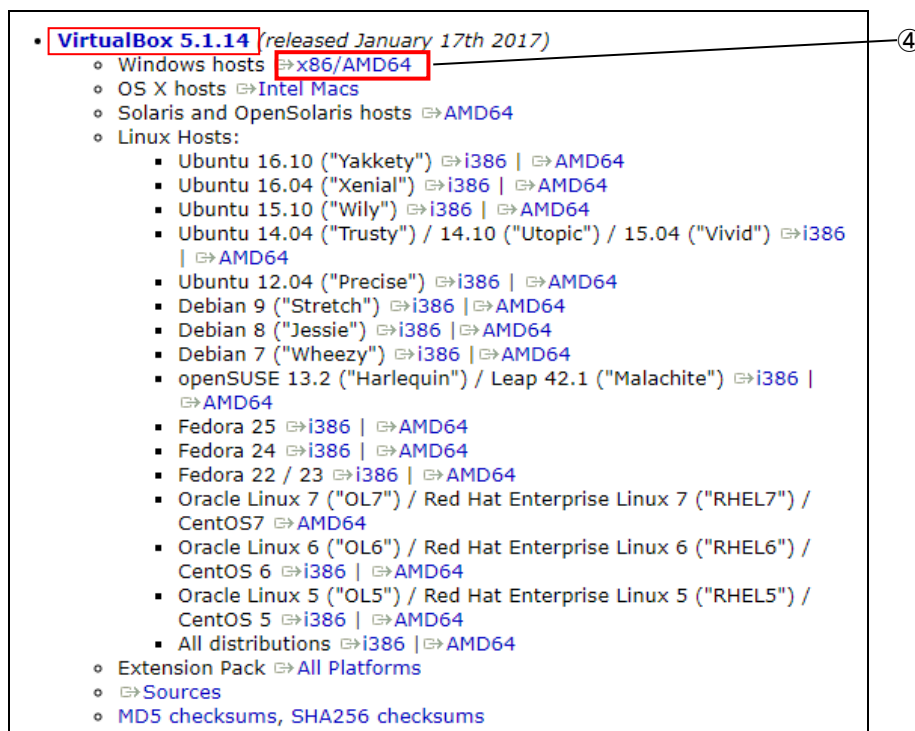 • VirtualBox 5.1.14 (released January 17th 2017)
④
◦ Windows hosts x86/AMD64
◦ OS X hosts Intel Macs
◦ Solaris and OpenSolaris hosts AMD64
◦ Linux Hosts:
▪ Ubuntu 16.10 ("Yakkety") i386 | AMD64
▪ Ubuntu 16.04 ("Xenial") i386 | AMD64
▪ Ubuntu 15.10 ("Wily") i386 | AMD64
▪ Ubuntu 14.04 ("Trusty") / 14.10 ("Utopic") / 15.04 ("Vivid") i386
| AMD64
▪ Ubuntu 12.04 ("Precise") i386 | AMD64
▪ Debian 9 ("Stretch") i386 | AMD64
▪ Debian 8 ("Jessie") i386 | AMD64
▪ Debian 7 ("Wheezy") i386 | AMD64
▪ openSUSE 13.2 ("Harlequin") / Leap 42.1 ("Malachite") i386 |
AMD64
▪ Fedora 25 i386 | AMD64
▪ Fedora 24 i386 | AMD64
▪ Fedora 22 / 23 i386 | AMD64
▪ Oracle Linux 7 ("OL7") / Red Hat Enterprise Linux 7 ("RHEL7") /
CentOS7 AMD64
▪ Oracle Linux 6 ("OL6") / Red Hat Enterprise Linux 6 ("RHEL6") /
CentOS 6 i386 | AMD64
▪ Oracle Linux 5 ("OL5") / Red Hat Enterprise Linux 5 ("RHEL5") /
CentOS 5 i386 | AMD64
▪ All distributions i386 | AMD64
◦ Extension Pack All Platforms
◦ Sources
◦ MD5 checksums, SHA256 checksums